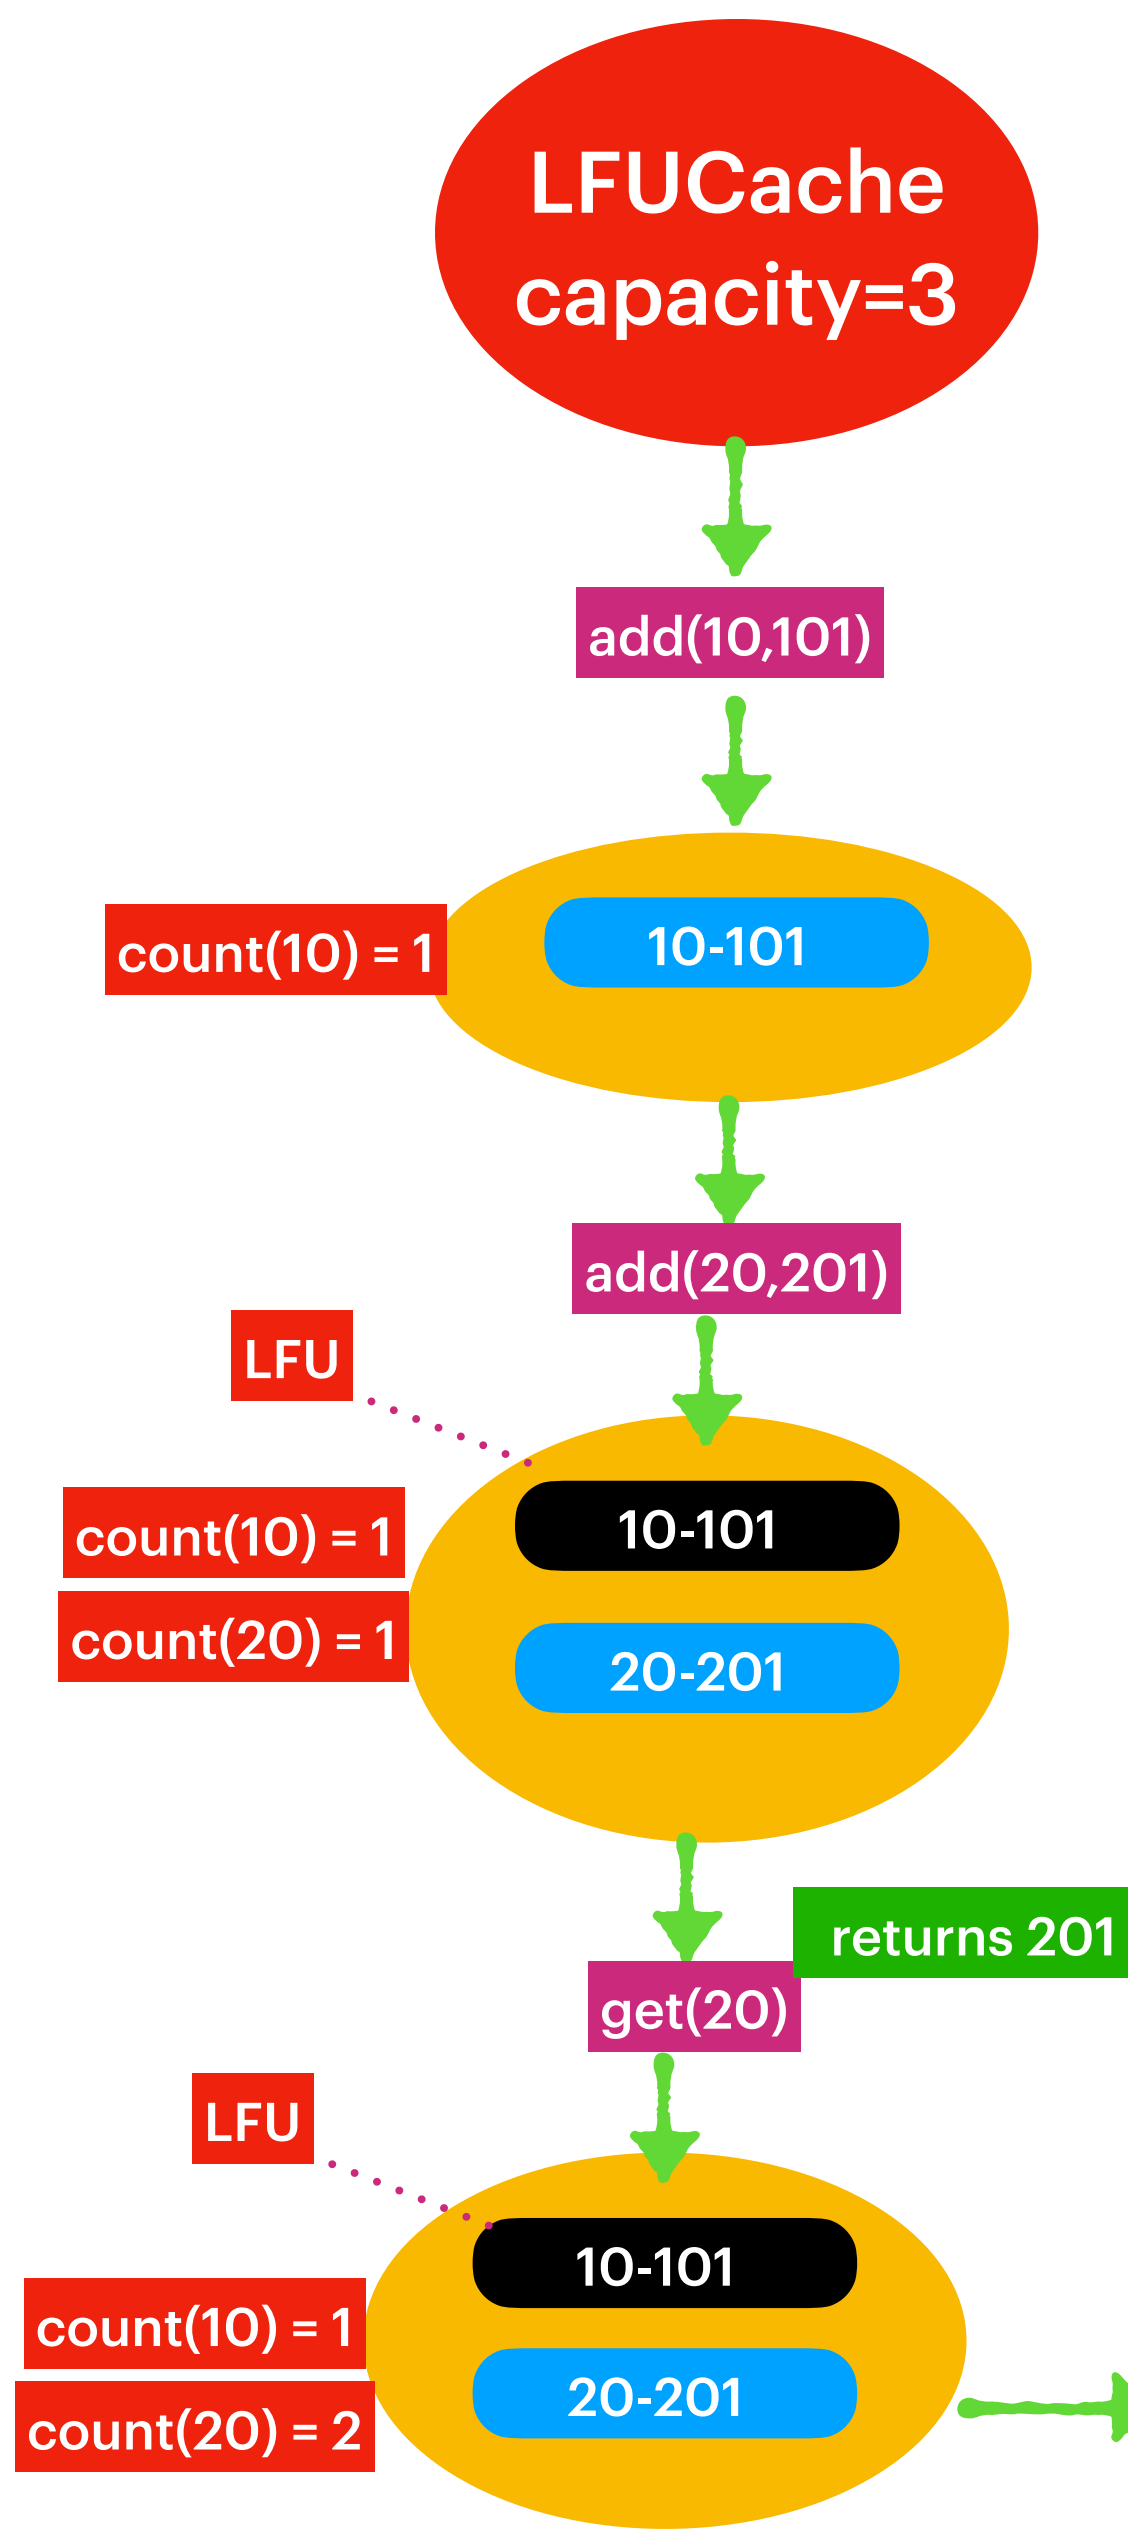 LFUCache
capacity=3
add(10,101)
count(10) = 1
10-101
add(20,201)
LFU
count(10) = 1
10-101
count(20) = 1
20-201
returns 201
get(20)
LFU
10-101
count(10) = 1
20-201
count(20) = 2